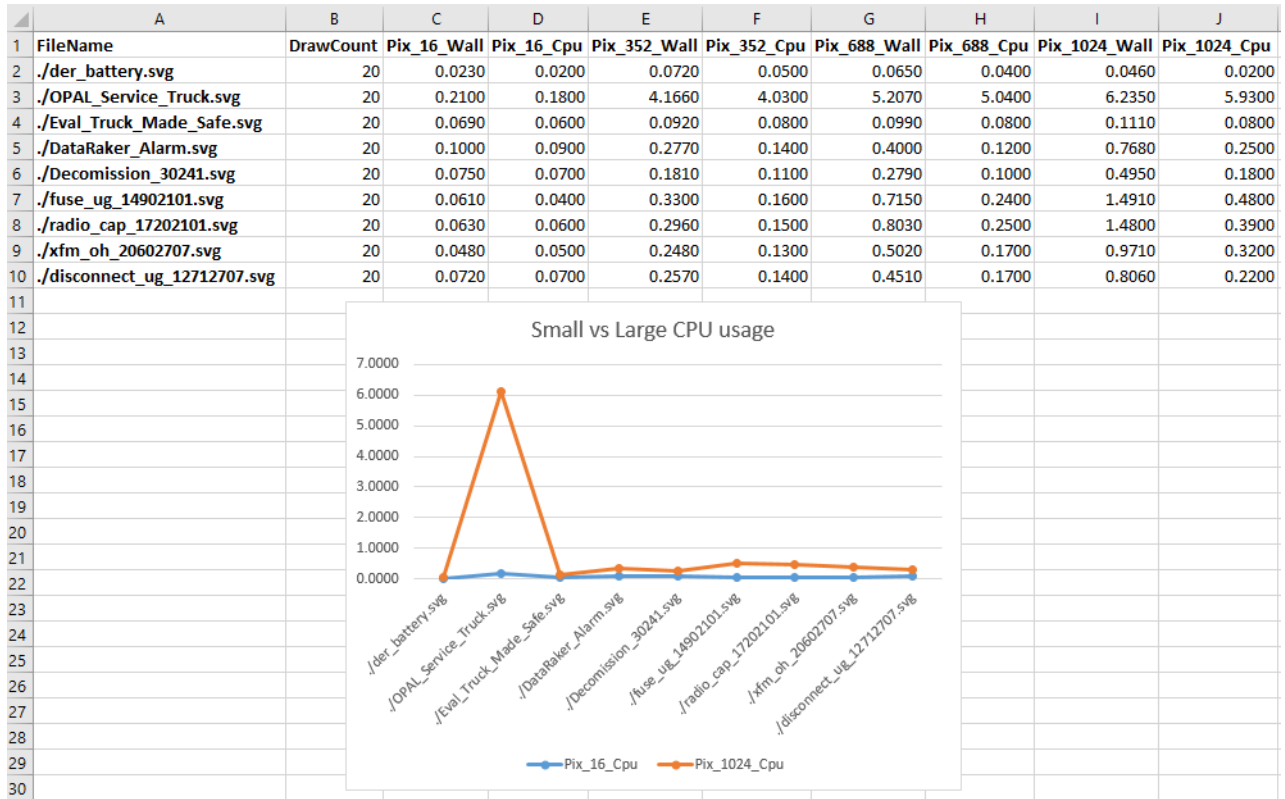 A B C D E F G H I J
1 FileName DrawCount Pix_16_Wall Pix_16_Cpu Pix_352_Wall Pix_352_Cpu Pix_688_Wall Pix_688_Cpu Pix_1024_Wall Pix_1024_Cpu
2 ./der_battery.svg 20 0.0230 0.0200 0.0720 0.0500 0.0650 0.0400 0.0460 0.0200
3 ./OPAL_Service_Truck.svg 20 0.2100 0.1800 4.1660 4.0300 5.2070 5.0400 6.2350 5.9300
4 ./Eval_Truck_Made_Safe.svg 20 0.0690 0.0600 0.0920 0.0800 0.0990 0.0800 0.1110 0.0800
5 ./DataRaker_Alarm.svg 20 0.1000 0.0900 0.2770 0.1400 0.4000 0.1200 0.7680 0.2500
6 ./Decomission_30241.svg 20 0.0750 0.0700 0.1810 0.1100 0.2790 0.1000 0.4950 0.1800
7 ./fuse_ug_14902101.svg 20 0.0610 0.0400 0.3300 0.1600 0.7150 0.2400 1.4910 0.4800
8 ./radio_cap_17202101.svg 20 0.0630 0.0600 0.2960 0.1500 0.8030 0.2500 1.4800 0.3900
9 ./xfm_oh_20602707.svg 20 0.0480 0.0500 0.2480 0.1300 0.5020 0.1700 0.9710 0.3200
10 ./disconnect_ug_12712707.svg 20 0.0720 0.0700 0.2570 0.1400 0.4510 0.1700 0.8060 0.2200
11
12
13
14
15
16
17
18
19
20
21
22
23
24
25
26
27
28
29
30
Small vs Large CPU usage
7.0000
6.0000
5.0000
4.0000
3.0000
2.0000
1.0000
0.0000
./der_battery.svg
./OPAL_Service_Truck.svg
./Eval_Truck_Made_Safe.svg
./DataRaker_Alarm.svg
./Decomission_30241.svg
./fuse_ug_14902101.svg
./radio_cap_17202101.svg
./xfm_oh_20602707.svg
./disconnect_ug_12712707.svg
Pix_16_Cpu Pix_1024_Cpu